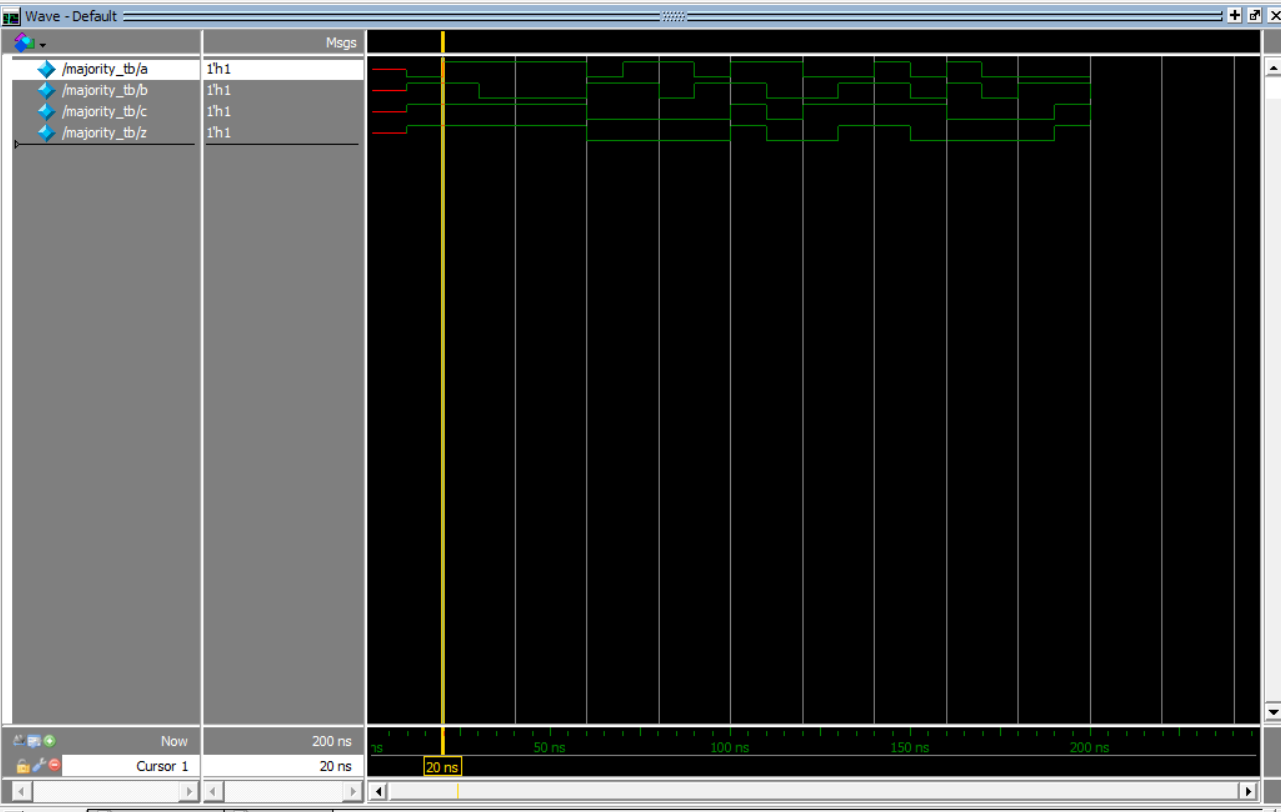 Wave - Default
Msgs
/majority_tb/a 1'h1
/majority_tb/b 1'h1
/majority_tb/c 1'h1
/majority_tb/z 1'h1
Now 200 ns ns 50 ns 100 ns 150 ns 200 ns
Cursor 1 20 ns 20 ns